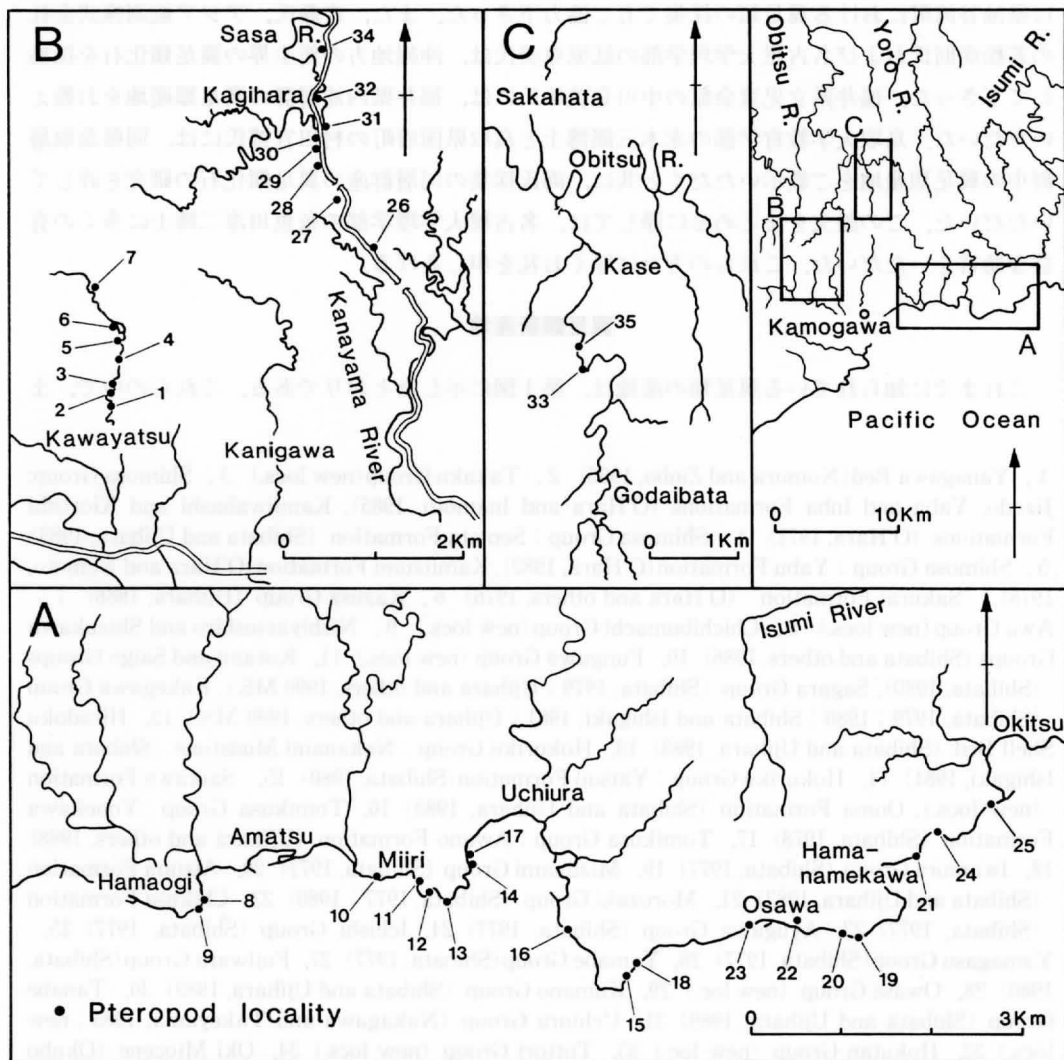 B
Sasa R.
34
Kagihara
32
31
30
29
28
27
26
7
6
5
4
3
2
1
Kawayatsu
Kanigawa
Kanayama River
0 2Km
C
Sakahata
Obitsu R.
Kase
35
33
Godaibata
0 1Km
Obitsu R.
Yoro R.
Isumi R.
C
B
Kamogawa
A
Pacific Ocean
0 10Km
A
Isumi River
Okitsu
Uchiura
Amatsu
Miiri
Hamaogi
8
9
10
11
12
13
14
17
16
15
18
Osawa
Hama-
namekawa
23
22
20
19
24
25
• Pteropod locality
0 3Km